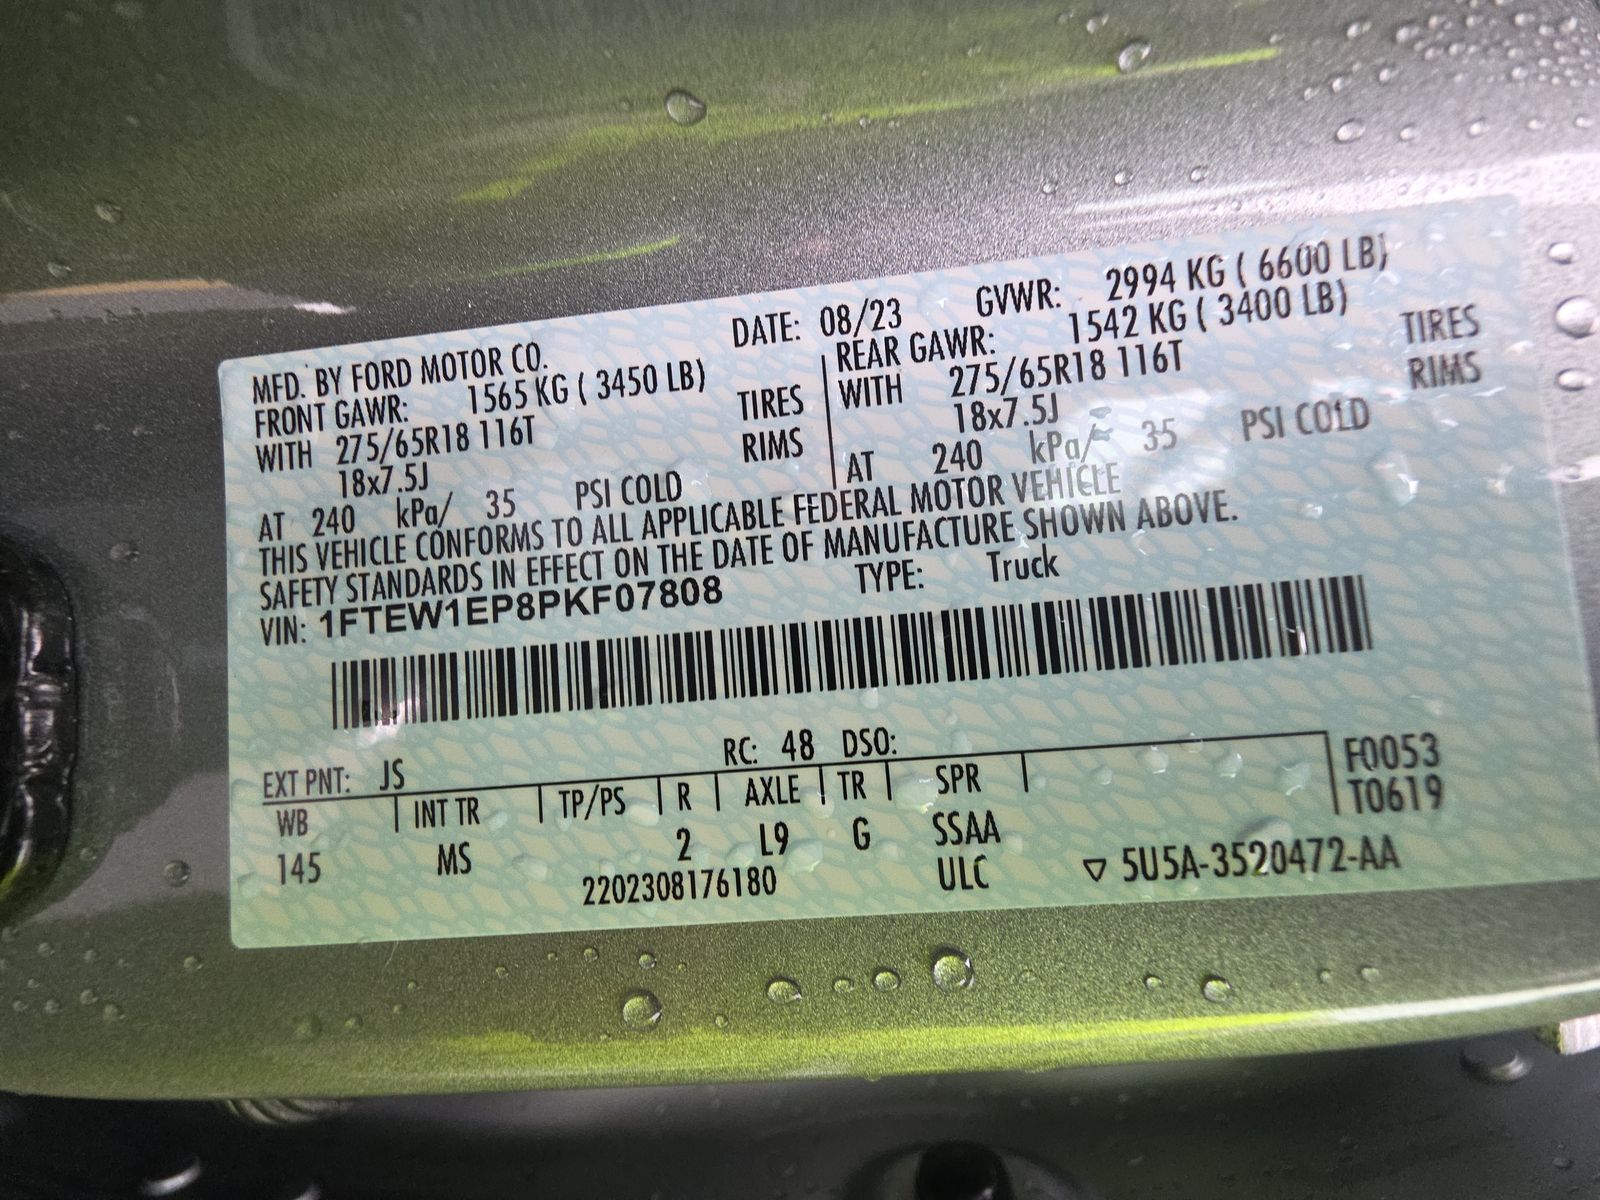 MFD. BY FORD MOTOR CO.
DATE: 08/23 GVWR: 2994 KG ( 6600 LB)
FRONT GAWR: 1565 KG ( 3450 LB)
WITH 275/65R18 116T TIRES
18x7.5J RIMS
AT 240 kPa/ 35 PSI COLD
REAR GAWR: 1542 KG ( 3400 LB)
WITH 275/65R18 116T TIRES
18x7.5J RIMS
AT 240 kPa/ 35 PSI COLD
THIS VEHICLE CONFORMS TO ALL APPLICABLE FEDERAL MOTOR VEHICLE
SAFETY STANDARDS IN EFFECT ON THE DATE OF MANUFACTURE SHOWN ABOVE.
VIN: 1FTEW1EP8PKF07808 TYPE: Truck
EXT PNT: JS RC: 48 DSO:
WB INT TR TP/PS R AXLE TR SPR F0053
145 MS 2 L9 G SSAA T0619
2202308176180 ULC ▽ 5U5A-3520472-AA